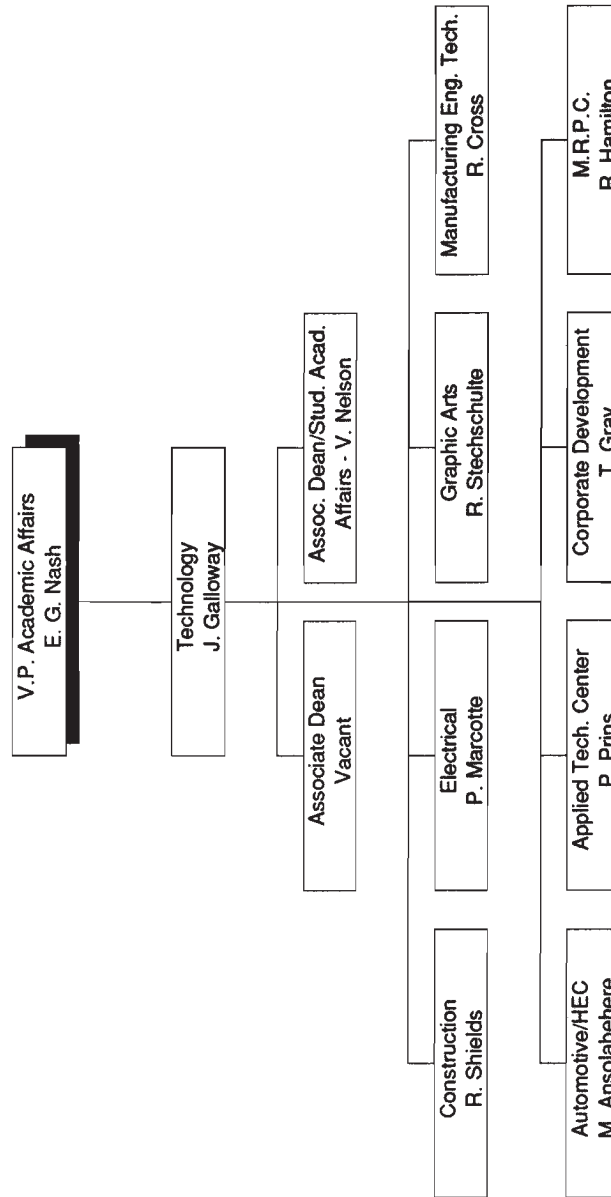 V.P. Academic Affairs
E. G. Nash
Technology
J. Galloway
Associate Dean
Vacant
Assoc. Dean/Stud. Acad.
Affairs - V. Nelson
Construction
R. Shields
Electrical
P. Marcotte
Graphic Arts
R. Stechschulte
Manufacturing Eng. Tech.
R. Cross
Automotive/HEC
M. Ansolabehere
Applied Tech. Center
P. Prins
Corporate Development
T. Gray
M.R.P.C.
R. Hamilton